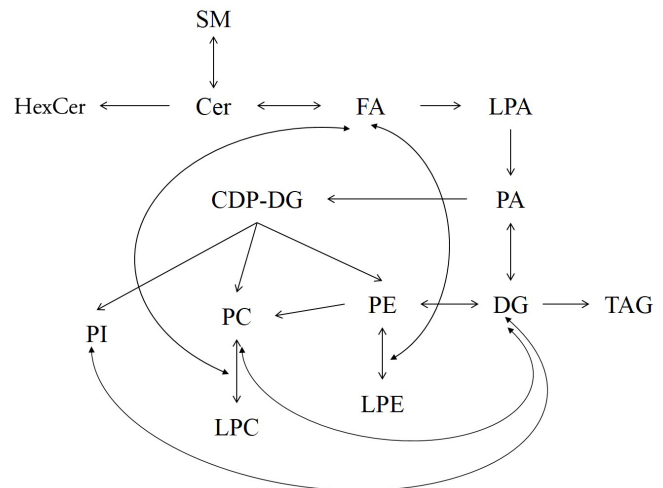 SM
HexCer
Cer
FA
LPA
CDP-DG
PA
PI
PC
PE
DG
TAG
LPC
LPE